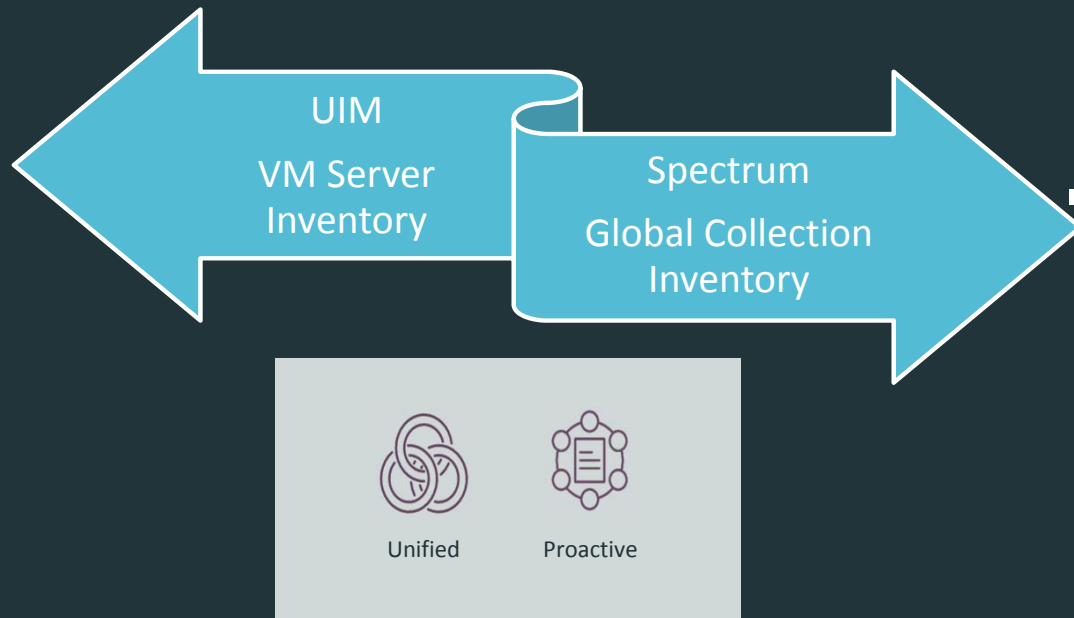 UIM
VM Server
Inventory
Spectrum
Global Collection
Inventory
Unified
Proactive